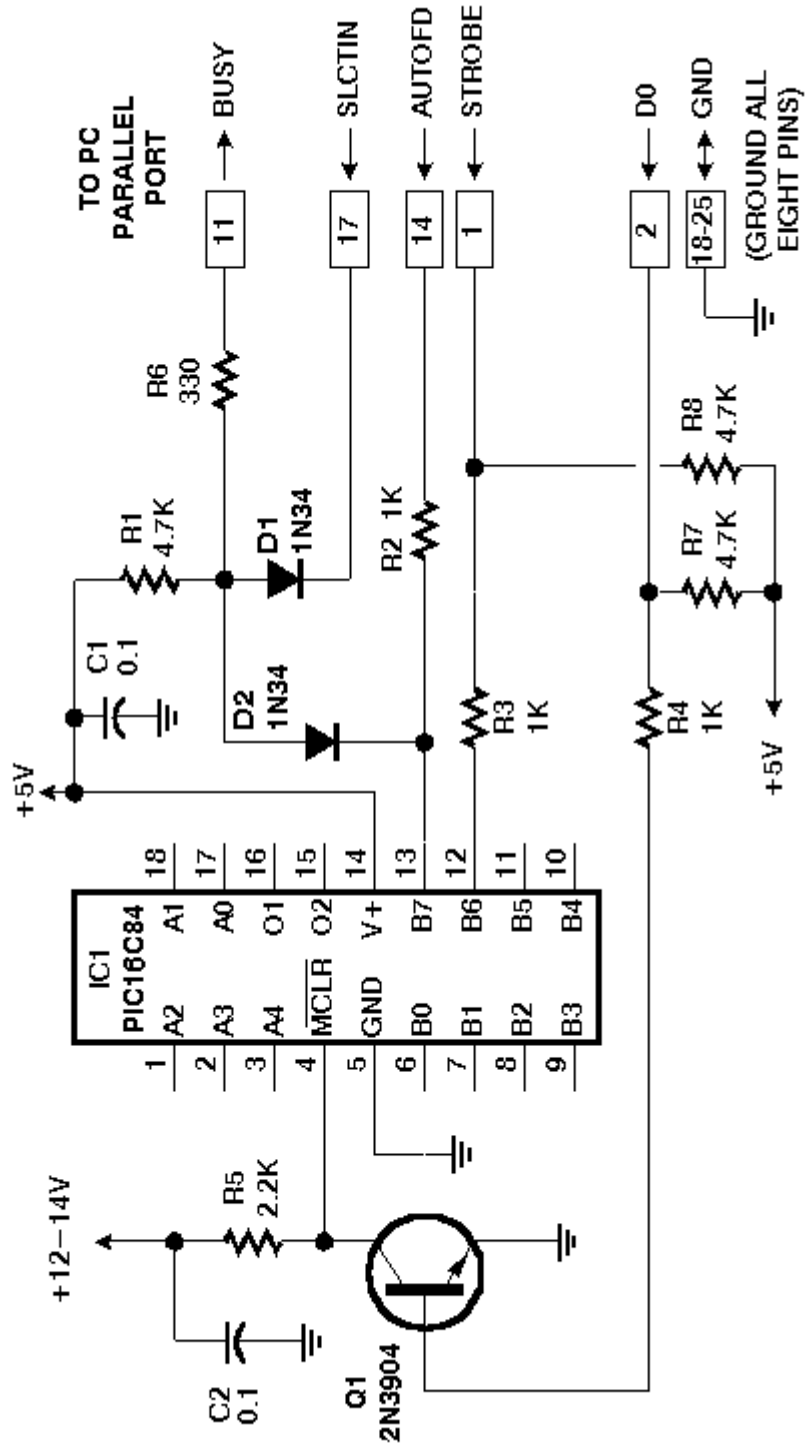 +12–14V
C2
0.1
R5
2.2K
Q1
2N3904
IC1
PIC16C84
1 A2 A1 18
2 A3 A0 17
3 A4 O1 16
4 MCLR O2 15
5 GND V+ 14
6 B0 B7 13
7 B1 B6 12
8 B2 B5 11
9 B3 B4 10
+5V
C1
0.1
R1
4.7K
D2
1N34
D1
1N34
R6
330
R2 1K
R3
1K
R4
1K
R7
4.7K
R8
4.7K
+5V
TO PC
PARALLEL
PORT
11 BUSY
17 SLCTIN
14 AUTOFD
1 STROBE
2 D0
18-25 GND
(GROUND ALL
EIGHT PINS)